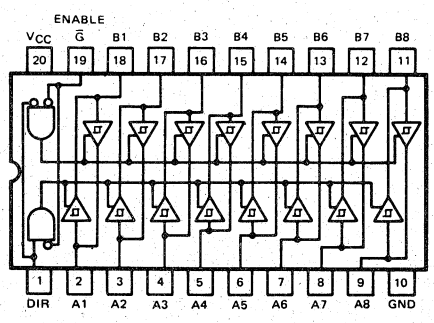 ENABLE
VCC G̅ B1 B2 B3 B4 B5 B6 B7 B8
20 19 18 17 16 15 14 13 12 11
1 2 3 4 5 6 7 8 9 10
DIR A1 A2 A3 A4 A5 A6 A7 A8 GND